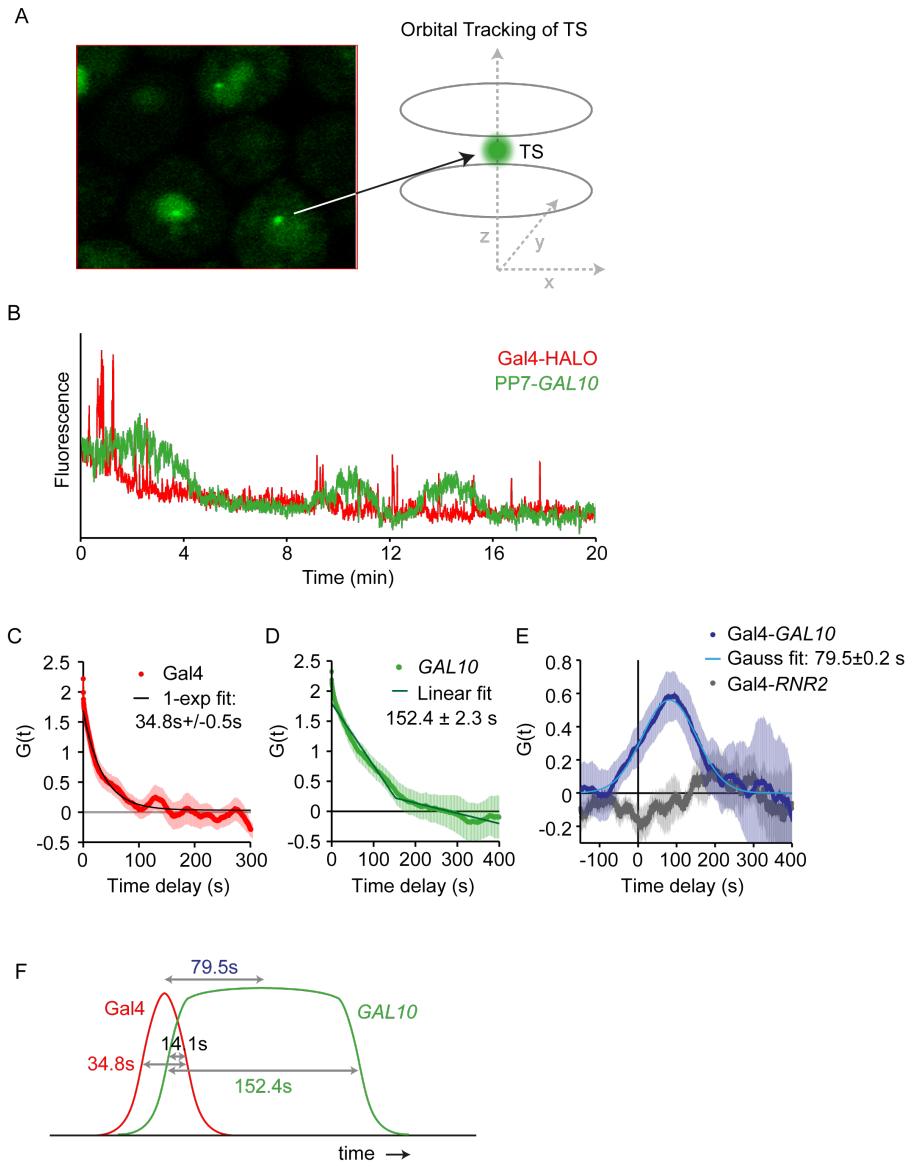 A
Orbital Tracking of TS
TS
z
y
x
B
Gal4-HALO
PP7-GAL10
Fluorescence
0 4 8 12 16 20
Time (min)
C
2.5
2
1.5
1
0.5
0
-0.5
G(t)
Gal4
1-exp fit:
34.8s+/-0.5s
0 100 200 300
Time delay (s)
D
2.5
2
1.5
1
0.5
0
-0.5
G(t)
GAL10
Linear fit
152.4 ± 2.3 s
0 100 200 300 400
Time delay (s)
E
Gal4-GAL10
Gauss fit: 79.5±0.2 s
Gal4-RNR2
0.8
0.6
0.4
0.2
0
-0.2
G(t)
-100 0 100 200 300 400
Time delay (s)
F
79.5s
Gal4
GAL10
14.1s
34.8s
152.4s
time